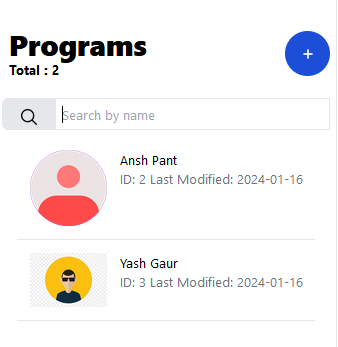 Programs
Total : 2
+
Search by name
Ansh Pant
ID: 2 Last Modified: 2024-01-16
Yash Gaur
ID: 3 Last Modified: 2024-01-16